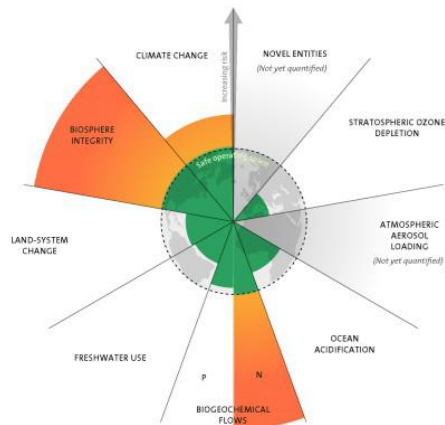 CLIMATE CHANGE
NOVEL ENTITIES
(Not yet quantified)
Increasing risk
STRATOSPHERIC OZONE
DEPLETION
BIOSPHERE
INTEGRITY
Safe operating space
ATMOSPHERIC
AEROSOL
LOADING
(Not yet quantified)
LAND-SYSTEM
CHANGE
OCEAN
ACIDIFICATION
FRESHWATER USE
P
N
BIOGEOCHEMICAL
FLOWS